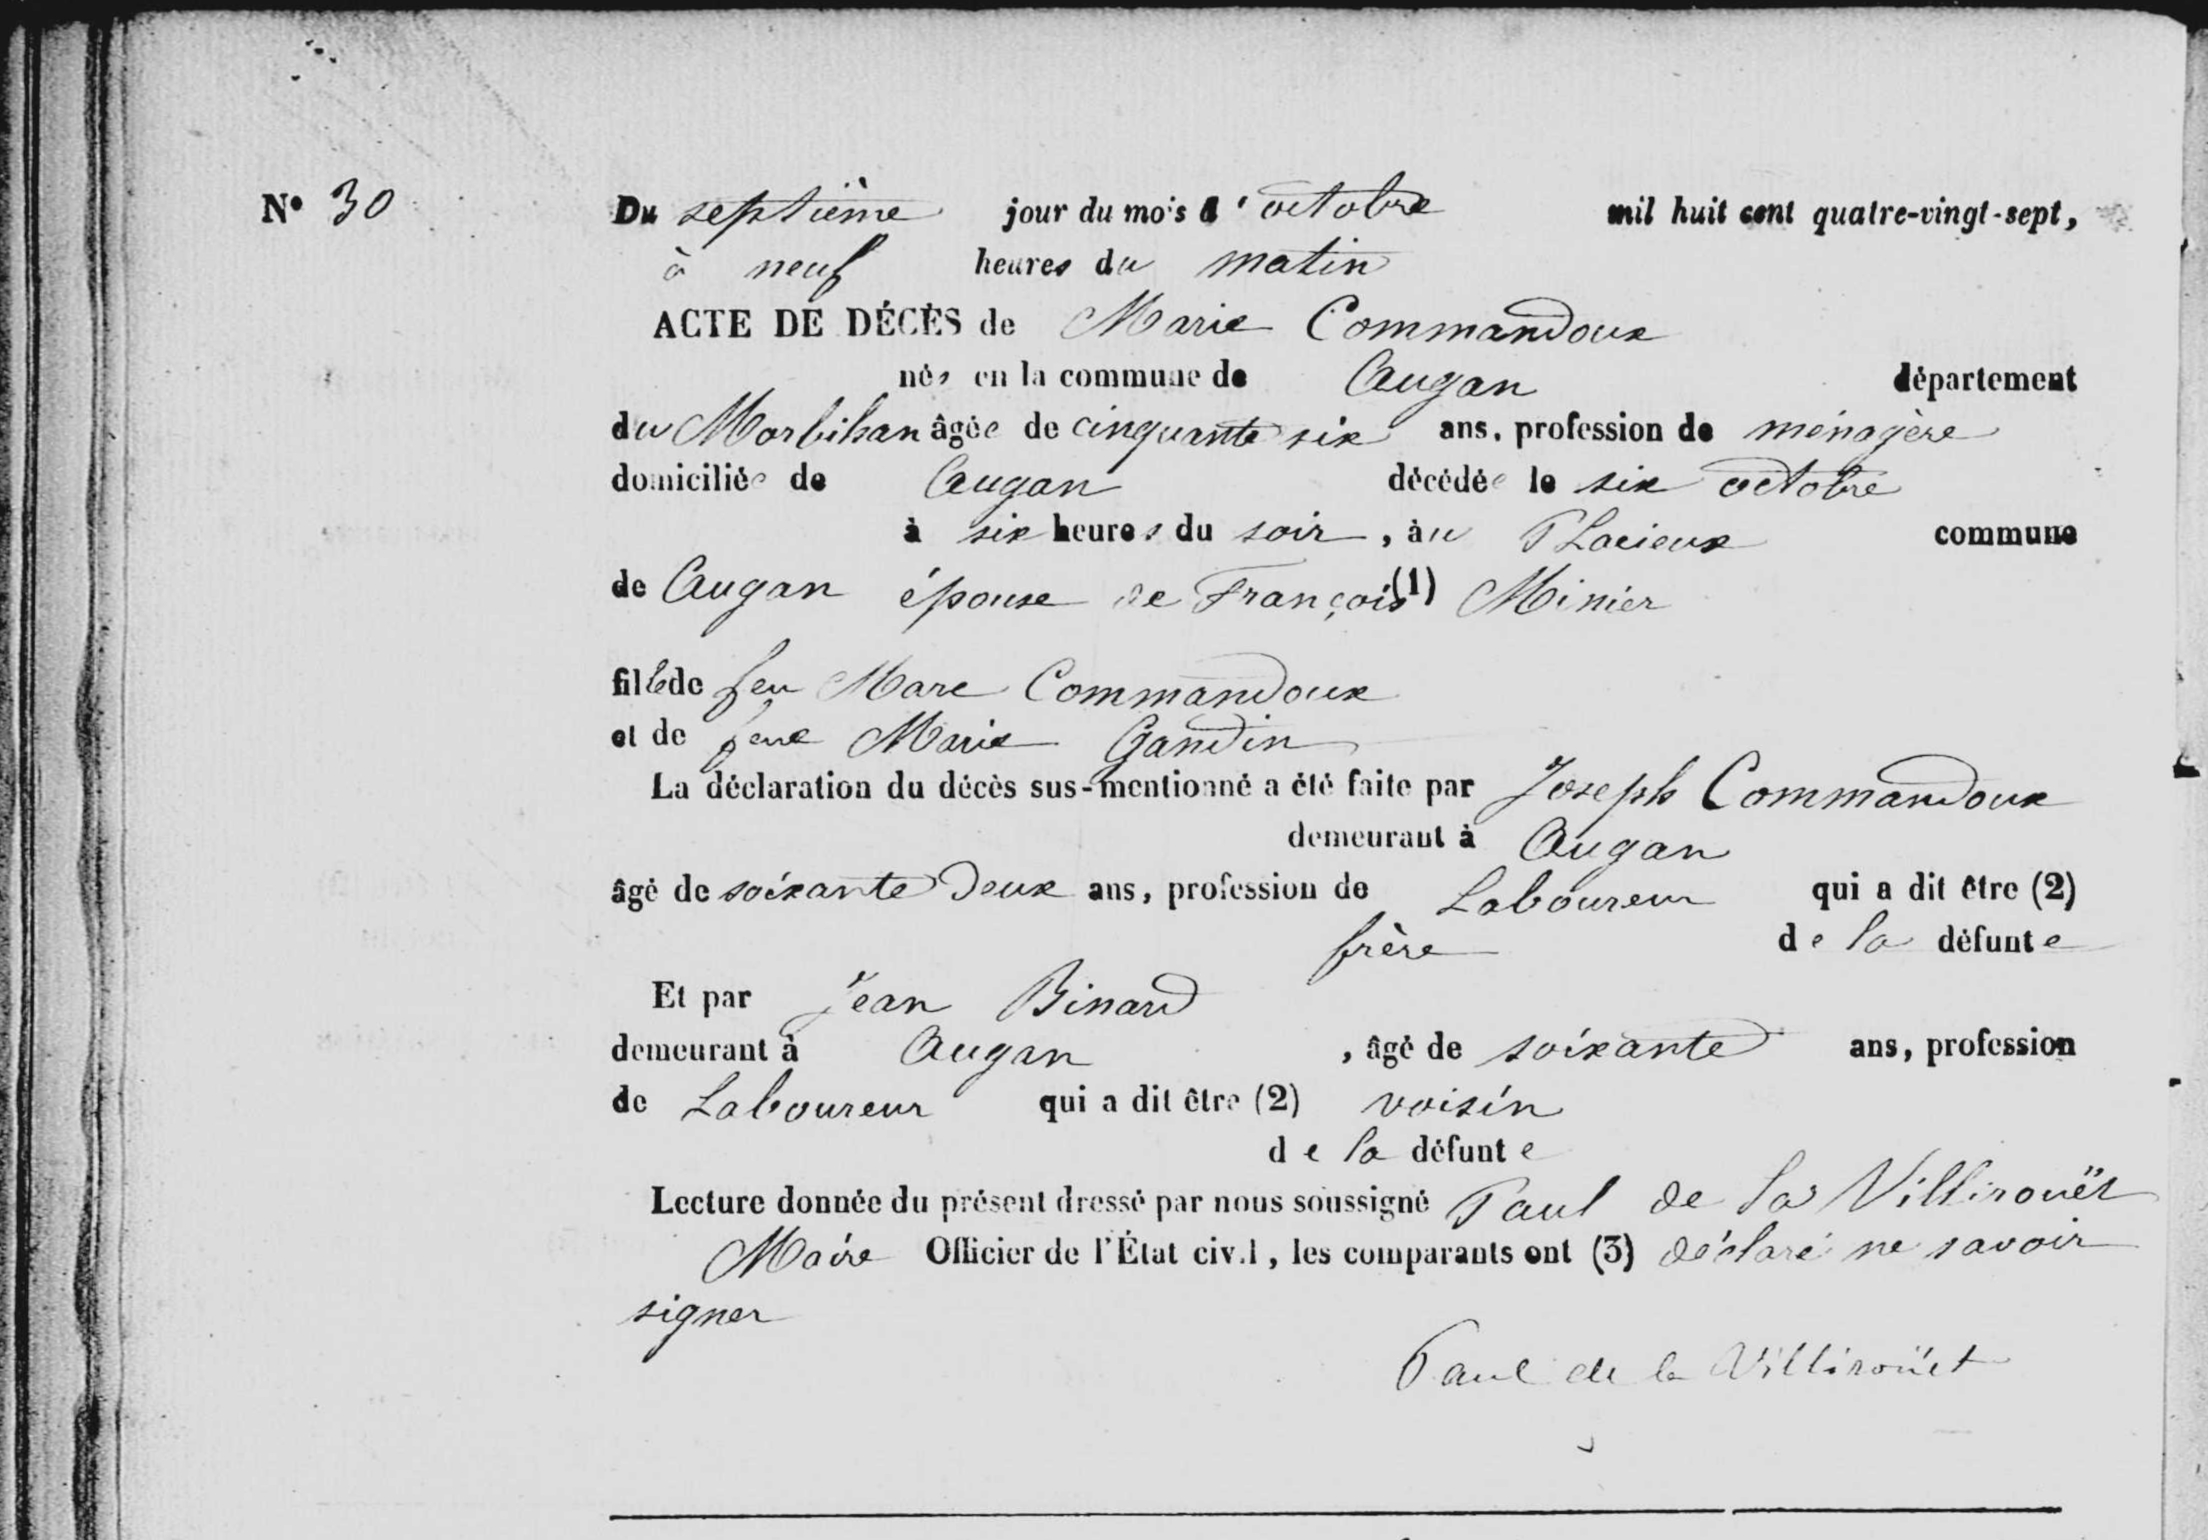 N° 30
Du septième jour du mois d'octobre mil huit cent quatre-vingt-sept,
à neuf heures du matin
ACTE DE DÉCÈS de Marie Commandoux
née en la commune de Augan département
du Morbihan âgée de cinquante six ans, profession de ménagère
domiciliée de Augan décédée le six octobre
à six heures du soir, au Placieux commune
de Augan épouse de François (1) Minier
fille de feu Marc Commandoux
et de feue Marie Gandin
La déclaration du décès sus-mentionné a été faite par Joseph Commandoux
demeurant à Augan
âgé de soixante deux ans, profession de Laboureur qui a dit être (2)
frère de la défunte
Et par Jean Binard
demeurant à Augan, âgé de soixante ans, profession
de Laboureur qui a dit être (2) voisin
de la défunte
Lecture donnée du présent dressé par nous soussigné Paul de la Villirouët
Maire Officier de l'État civil, les comparants ont (3) déclaré ne savoir
signer
Paul de la Villirouët